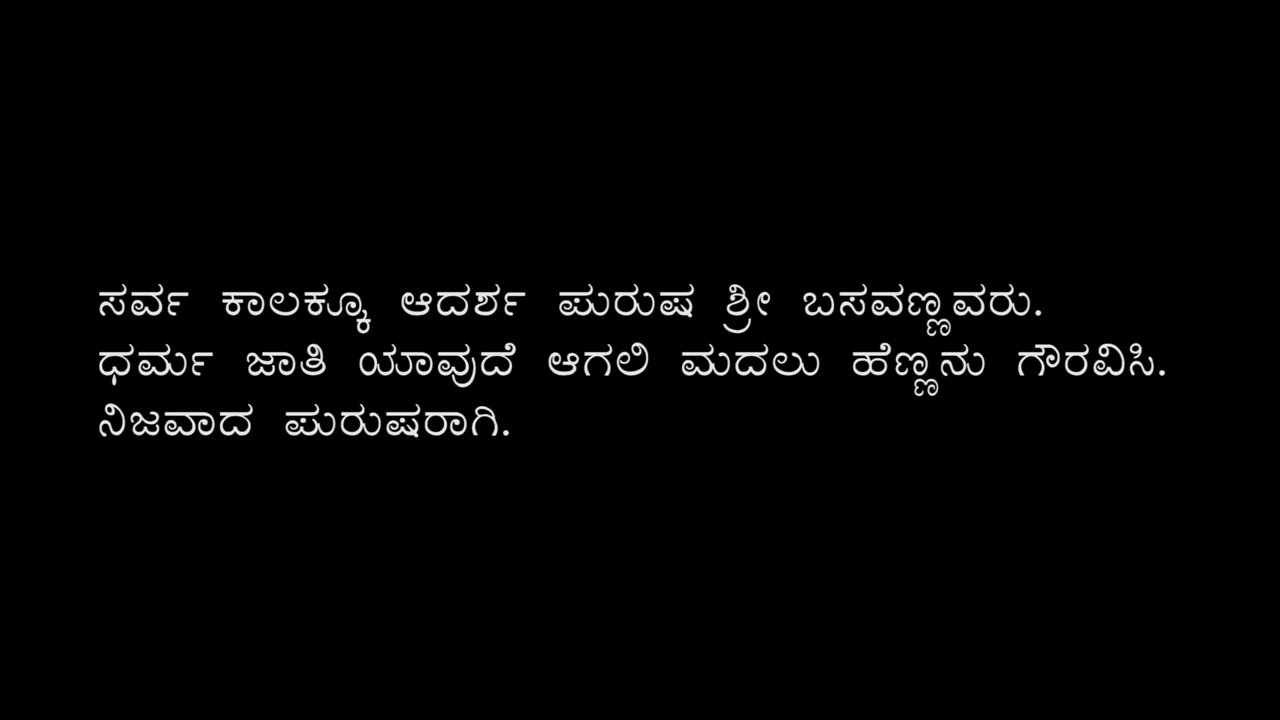 ಸರ್ವ ಕಾಲಕ್ಕೂ ಆದರ್ಶ ಪುರುಷ ಶ್ರೀ ಬಸವಣ್ಣವರು.
ಧರ್ಮ ಜಾತಿ ಯಾವುದೆ ಆಗಲಿ ಮದಲು ಹೆಣ್ಣನು ಗೌರವಿಸಿ.
ನಿಜವಾದ ಪುರುಷರಾಗಿ.